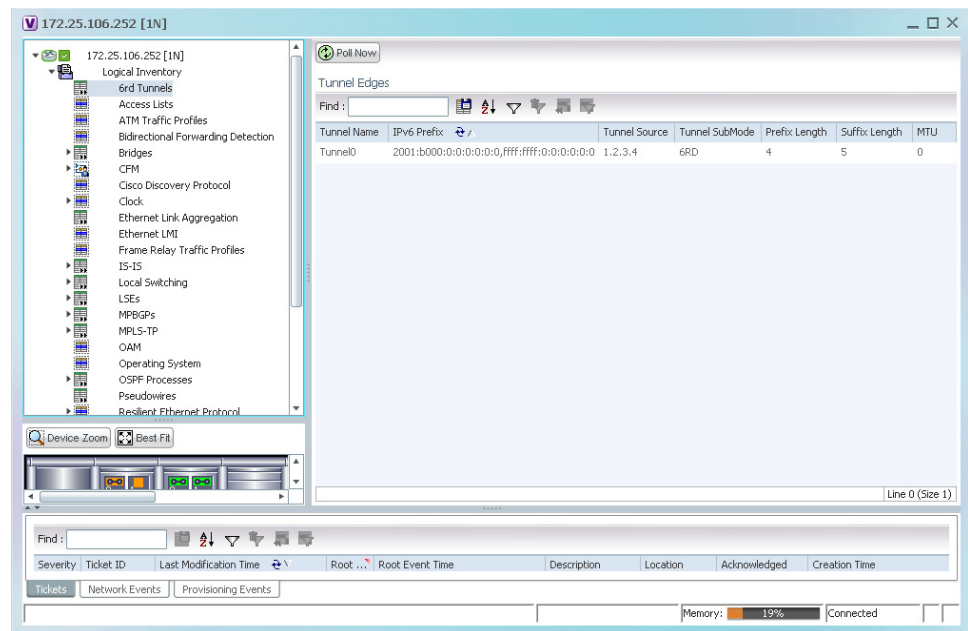 172.25.106.252 [1N]
172.25.106.252 [1N]
Logical Inventory
6rd Tunnels
Access Lists
ATM Traffic Profiles
Bidirectional Forwarding Detection
Bridges
CFM
Cisco Discovery Protocol
Clock
Ethernet Link Aggregation
Ethernet LMI
Frame Relay Traffic Profiles
IS-IS
Local Switching
LSEs
MPBGPs
MPLS-TP
OAM
Operating System
OSPF Processes
Pseudowires
Resilient Ethernet Protocol
Device Zoom Best Fit
Poll Now
Tunnel Edges
Find :
Tunnel Name IPv6 Prefix Tunnel Source Tunnel SubMode Prefix Length Suffix Length MTU
Tunnel0 2001:b000:0:0:0:0:0:0,ffff:ffff:0:0:0:0:0:0 1.2.3.4 6RD 4 5 0
Line 0 (Size 1)
Find :
Severity Ticket ID Last Modification Time Root ... Root Event Time Description Location Acknowledged Creation Time
Tickets Network Events Provisioning Events
Memory: 19% Connected